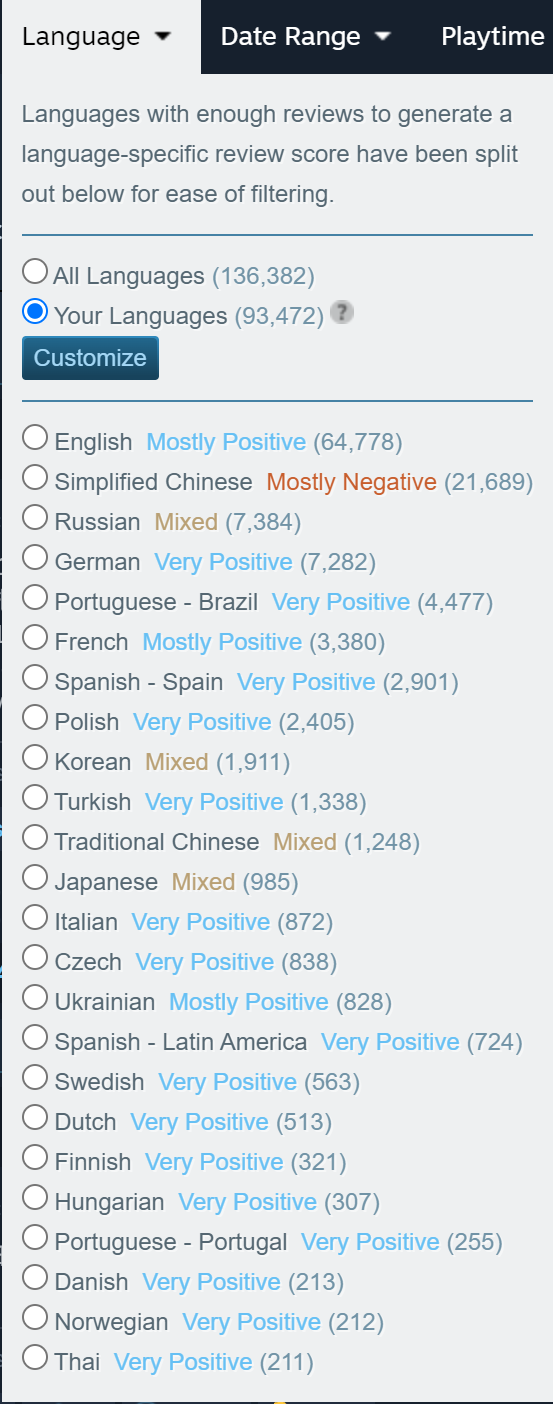 Language Date Range Playtime
Languages with enough reviews to generate a
language-specific review score have been split
out below for ease of filtering.
All Languages (136,382)
Your Languages (93,472) ?
Customize
English Mostly Positive (64,778)
Simplified Chinese Mostly Negative (21,689)
Russian Mixed (7,384)
German Very Positive (7,282)
Portuguese - Brazil Very Positive (4,477)
French Mostly Positive (3,380)
Spanish - Spain Very Positive (2,901)
Polish Very Positive (2,405)
Korean Mixed (1,911)
Turkish Very Positive (1,338)
Traditional Chinese Mixed (1,248)
Japanese Mixed (985)
Italian Very Positive (872)
Czech Very Positive (838)
Ukrainian Mostly Positive (828)
Spanish - Latin America Very Positive (724)
Swedish Very Positive (563)
Dutch Very Positive (513)
Finnish Very Positive (321)
Hungarian Very Positive (307)
Portuguese - Portugal Very Positive (255)
Danish Very Positive (213)
Norwegian Very Positive (212)
Thai Very Positive (211)